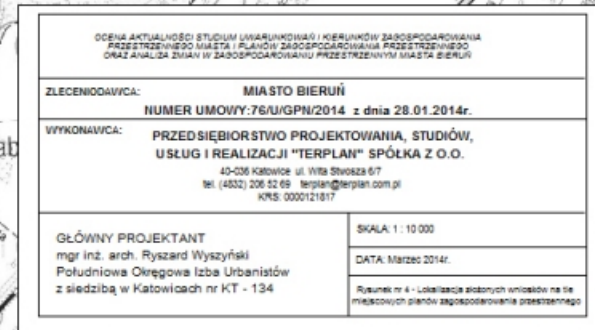 OCENA AKTUALNOŚCI STUDIUM UWARUNKOWAŃ I KIERUNKÓW ZAGOSPODAROWANIA
PRZESTRZENNEGO MIASTA I PLANÓW ZAGOSPODAROWANIA PRZESTRZENNEGO
ORAZ ANALIZA ZMIAN W ZAGOSPODAROWANIU PRZESTRZENNYM MIASTA BIERUŃ
ZLECENIODAWCA: MIASTO BIERUŃ
NUMER UMOWY:76/U/GPN/2014 z dnia 28.01.2014r.
WYKONAWCA: PRZEDSIĘBIORSTWO PROJEKTOWANIA, STUDIÓW,
USŁUG I REALIZACJI "TERPLAN" SPÓŁKA Z O.O.
40-036 Katowice ul. Wita Stwosza 6/7
tel. (4832) 206 52 69 terplan@terplan.com.pl
KRS: 0000121817
GŁÓWNY PROJEKTANT
mgr inż. arch. Ryszard Wyszyński
Południowa Okręgowa Izba Urbanistów
z siedzibą w Katowicach nr KT - 134
SKALA: 1 : 10 000
DATA: Marzec 2014r.
Rysunek nr 4 - Lokalizacja złożonych wniosków na tle
miejscowych planów zagospodarowania przestrzennego
ab